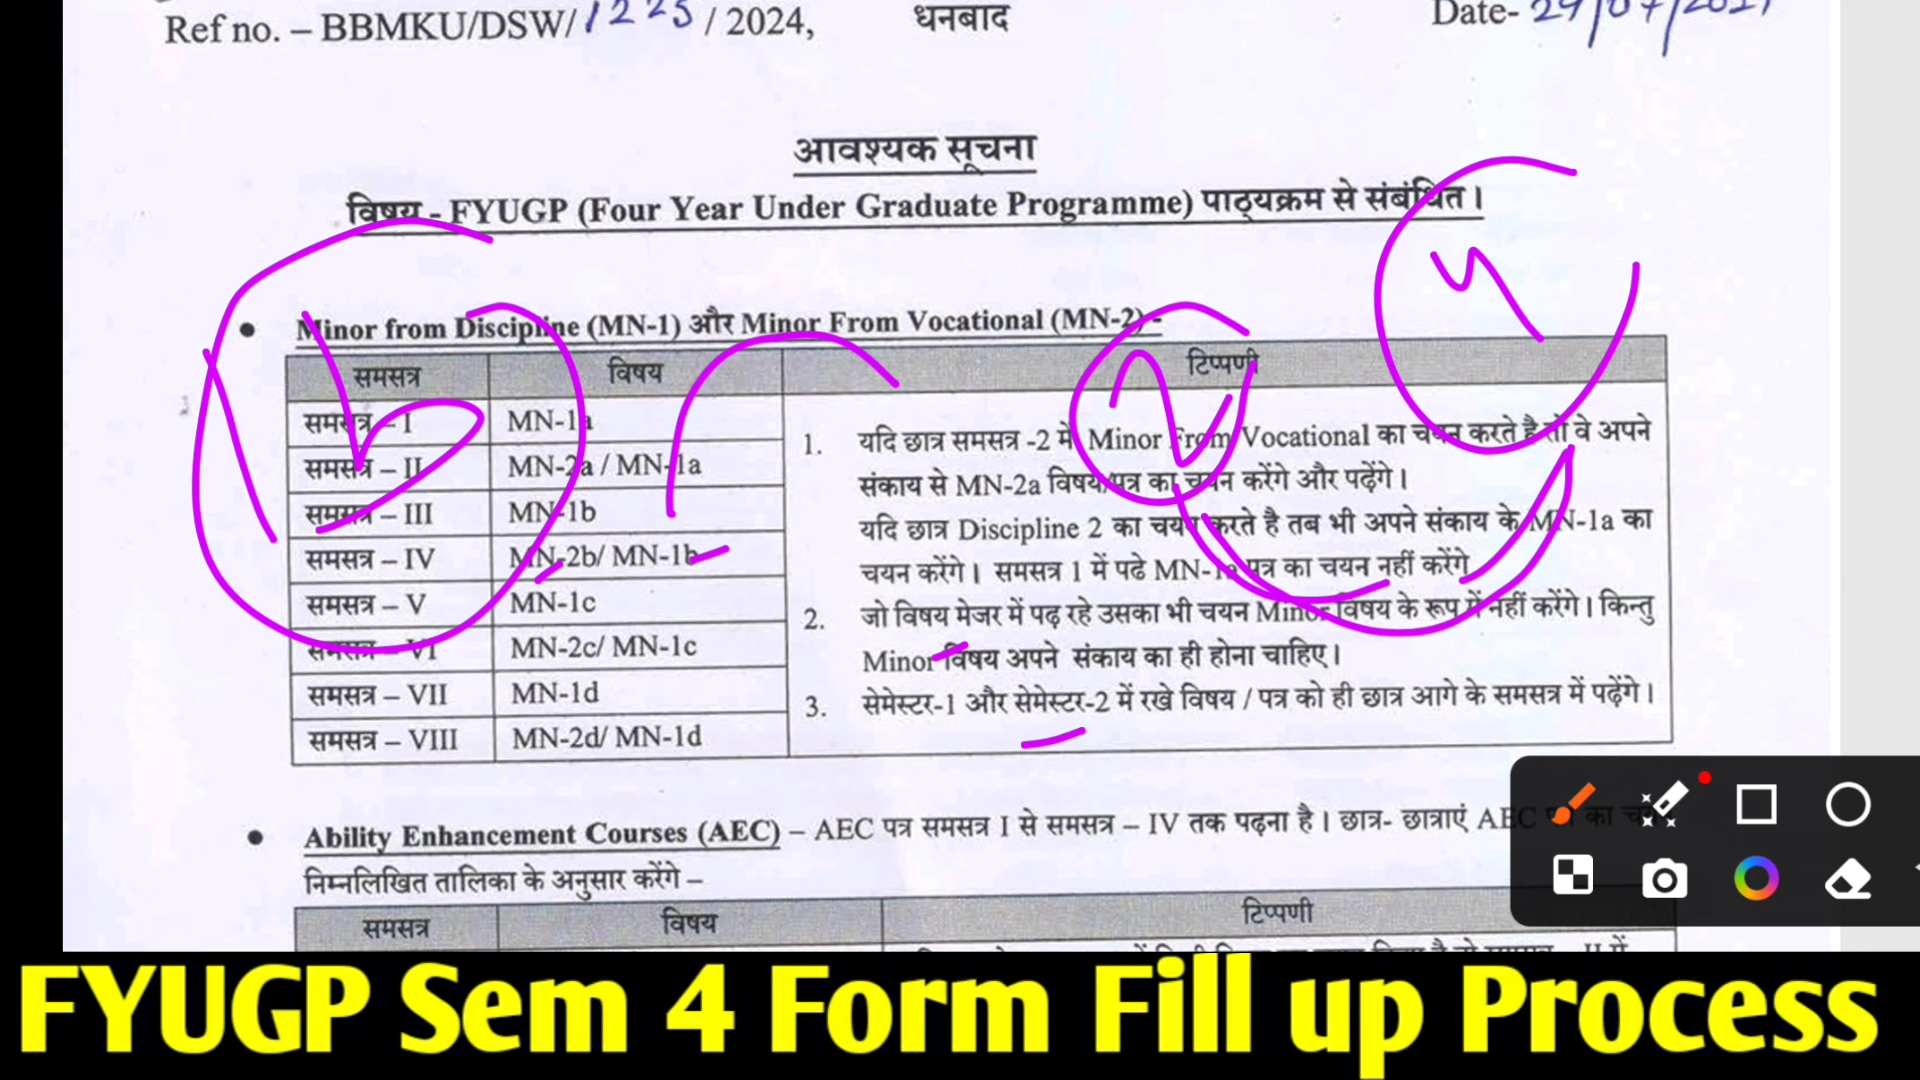 Ref no. – BBMKU/DSW/1225/ 2024,
धनबाद
Date-
आवश्यक सूचना
विषय - FYUGP (Four Year Under Graduate Programme) पाठ्यक्रम से संबंधित।
● Minor from Discipline (MN-1) और Minor From Vocational (MN-2) -
समसत्र विषय टिप्पणी
समसत्र – I MN-1a
समसत्र – II MN-2a / MN-1a
समसत्र – III MN-1b
समसत्र – IV MN-2b/ MN-1b
समसत्र – V MN-1c
समसत्र – VI MN-2c/ MN-1c
समसत्र – VII MN-1d
समसत्र – VIII MN-2d/ MN-1d
1. यदि छात्र समसत्र -2 में Minor From Vocational का चयन करते है तो वे अपने
संकाय से MN-2a विषय/पत्र का चयन करेंगे और पढ़ेंगे।
यदि छात्र Discipline 2 का चयन करते है तब भी अपने संकाय के MN-1a का
चयन करेंगे। समसत्र 1 में पढे MN-1a पत्र का चयन नहीं करेंगे
2. जो विषय मेजर में पढ़ रहे उसका भी चयन Minor विषय के रूप में नहीं करेंगे। किन्तु
Minor विषय अपने संकाय का ही होना चाहिए।
3. सेमेस्टर-1 और सेमेस्टर-2 में रखे विषय / पत्र को ही छात्र आगे के समसत्र में पढ़ेंगे।
● Ability Enhancement Courses (AEC) – AEC पत्र समसत्र I से समसत्र – IV तक पढ़ना है। छात्र- छात्राएं
निम्नलिखित तालिका के अनुसार करेंगे –
समसत्र विषय टिप्पणी
FYUGP Sem 4 Form Fill up Process